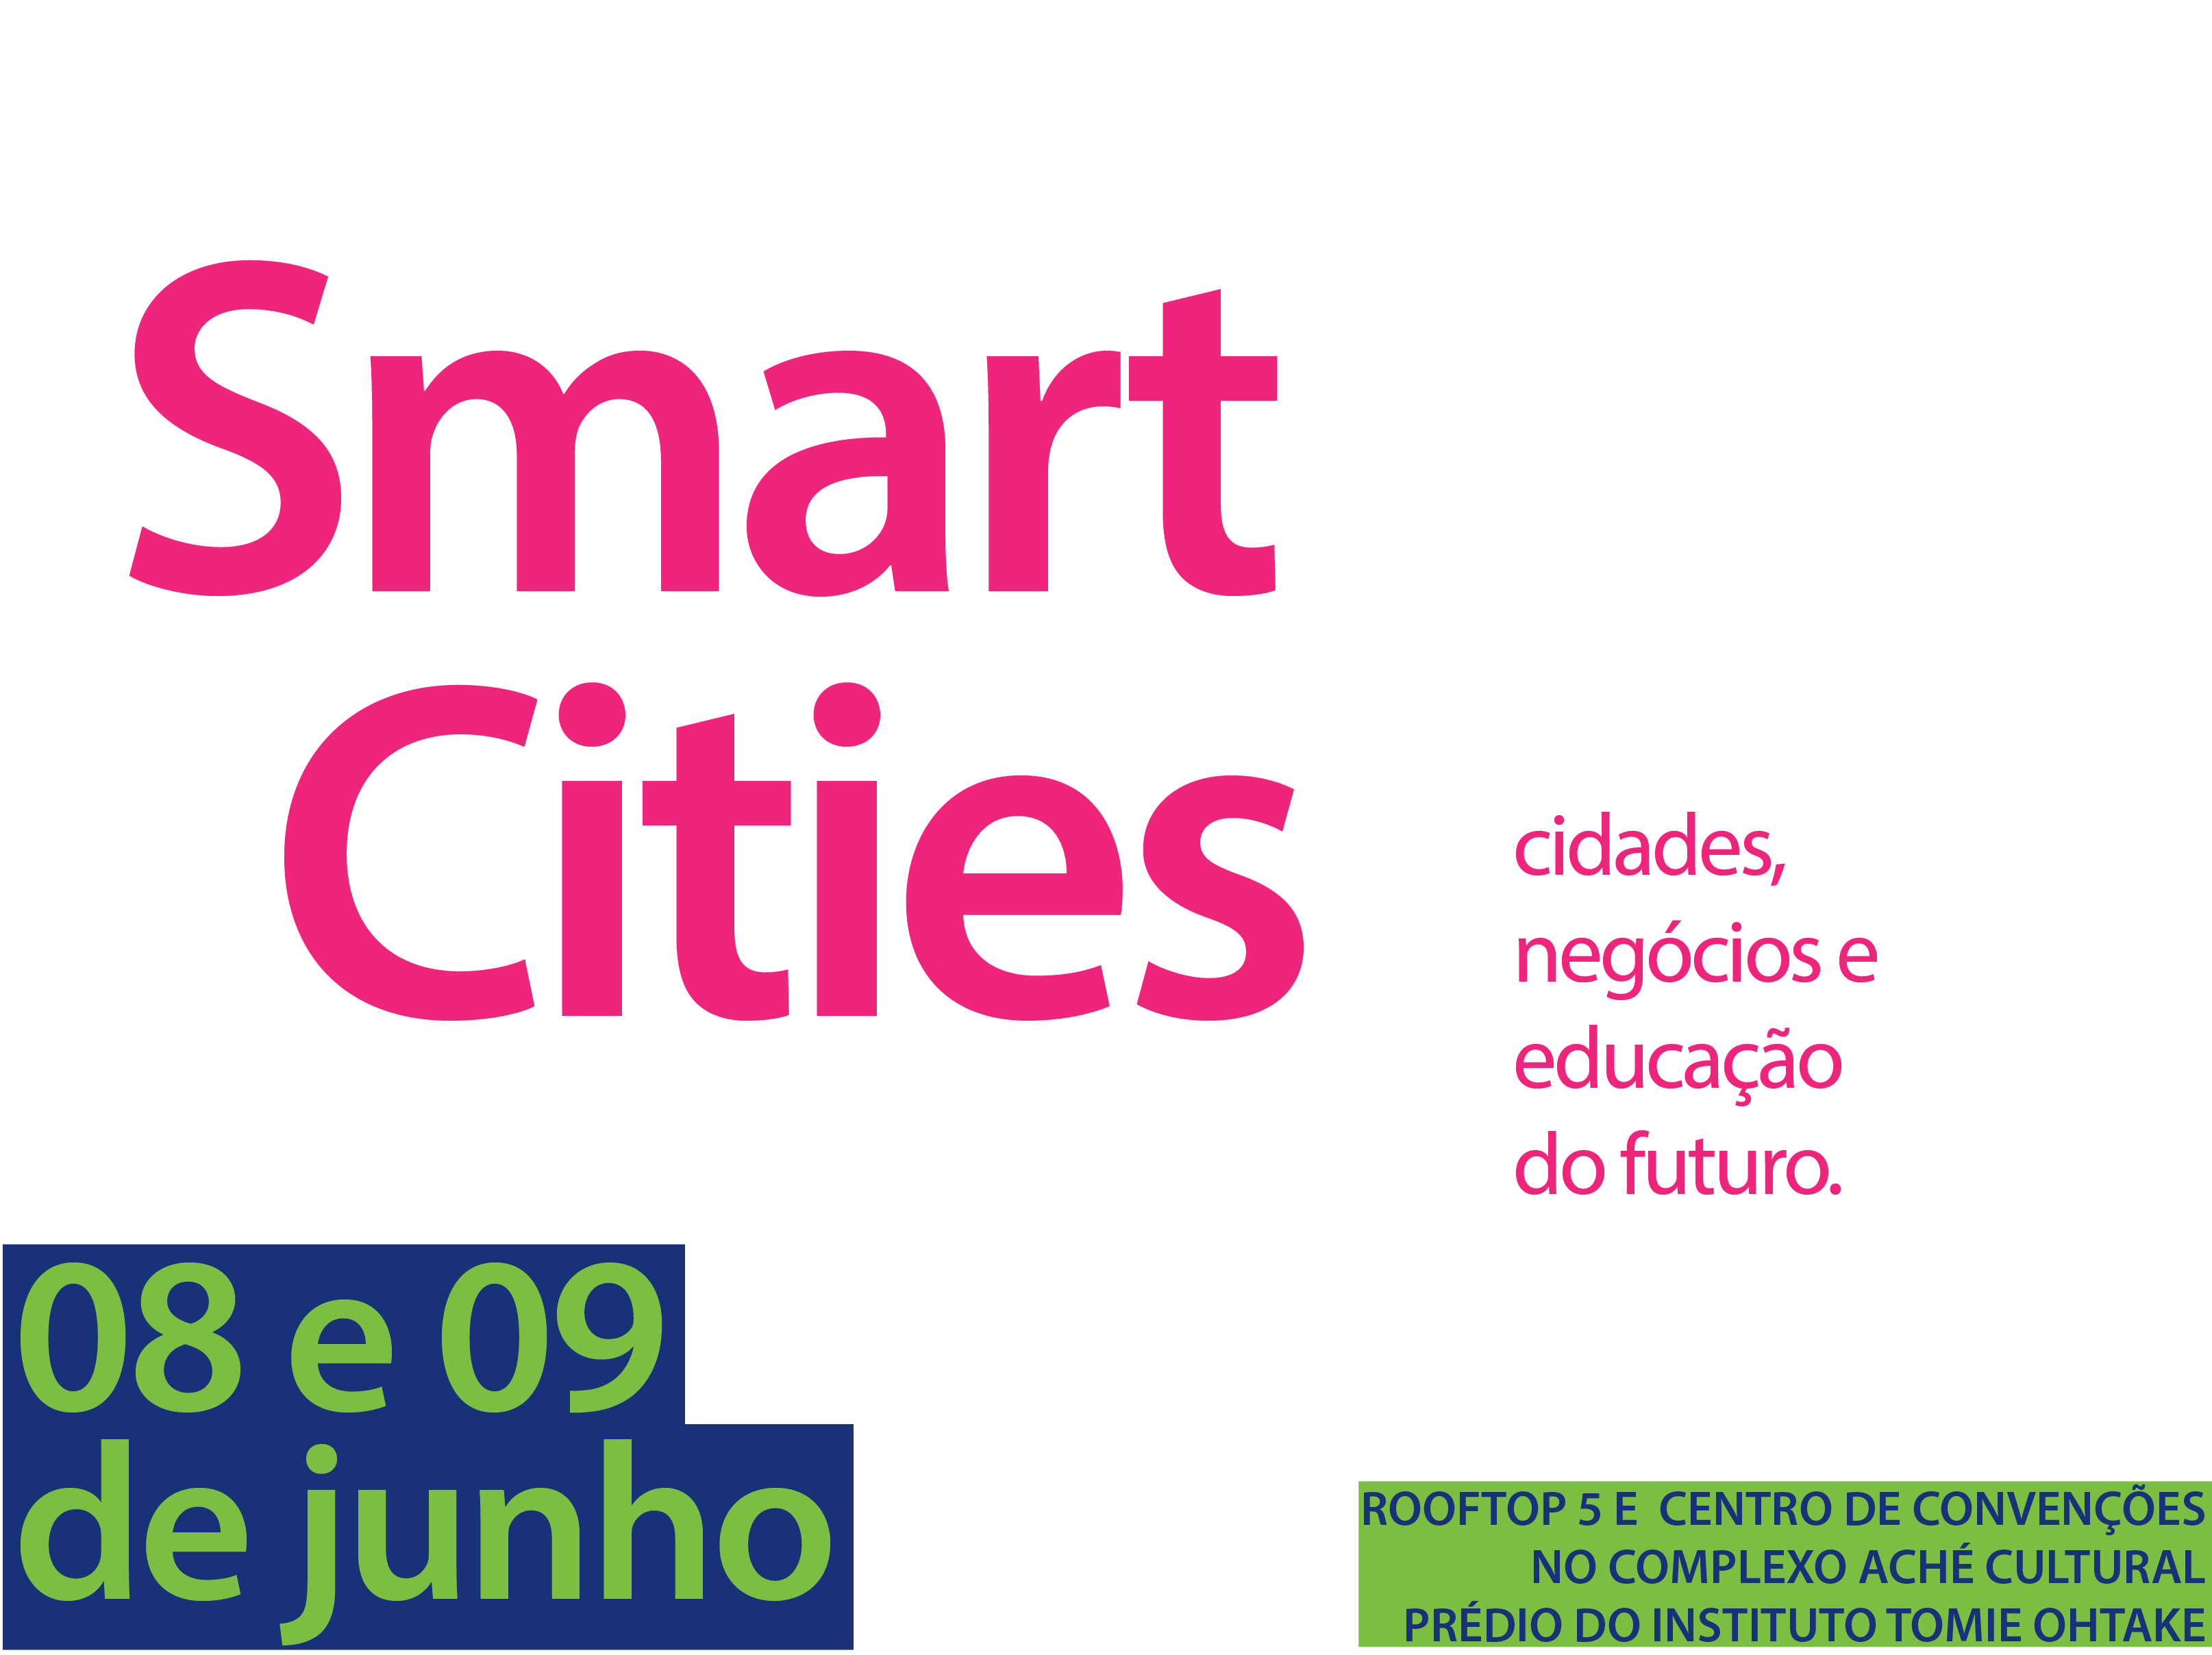 Smart
Cities
cidades,
negócios e
educação
do futuro.
08 e 09
de junho
ROOFTOP 5 E CENTRO DE CONVENÇÕES
NO COMPLEXO ACHÉ CULTURAL
PRÉDIO DO INSTITUTO TOMIE OHTAKE